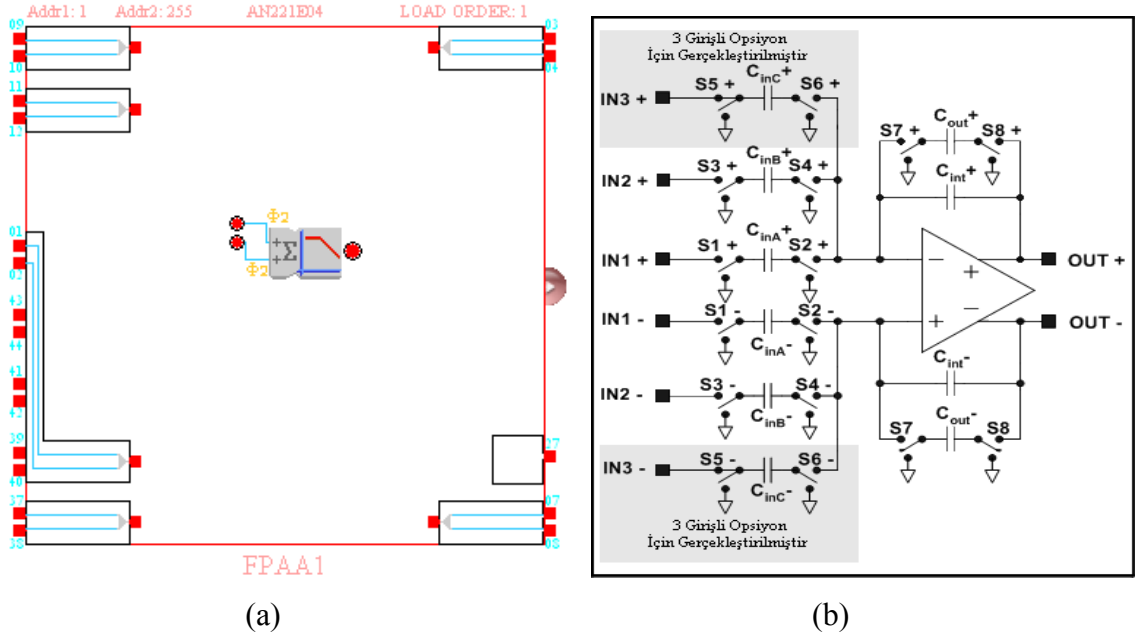 Addr1: 1 Addr2: 255 AN221E04 LOAD ORDER: 1
09
10
11
12
03
04
01
02
43
44
41
42
39
40
37
38
27
07
08
Φ2
Φ2
+
+
Σ
FPAA1
(a)
3 Girişli Opsiyon
İçin Gerçekleştirilmiştir
IN3 + S5 + CinC+ S6 +
IN2 + S3 + CinB+ S4 +
IN1 + S1 + CinA+ S2 +
IN1 - S1 - CinA- S2 -
IN2 - S3 - CinB- S4 -
IN3 - S5 - CinC- S6 -
3 Girişli Opsiyon
İçin Gerçekleştirilmiştir
S7 + Cout+ S8 +
Cint+
− +
+ −
OUT +
OUT -
Cint-
S7 Cout- S8
(b)